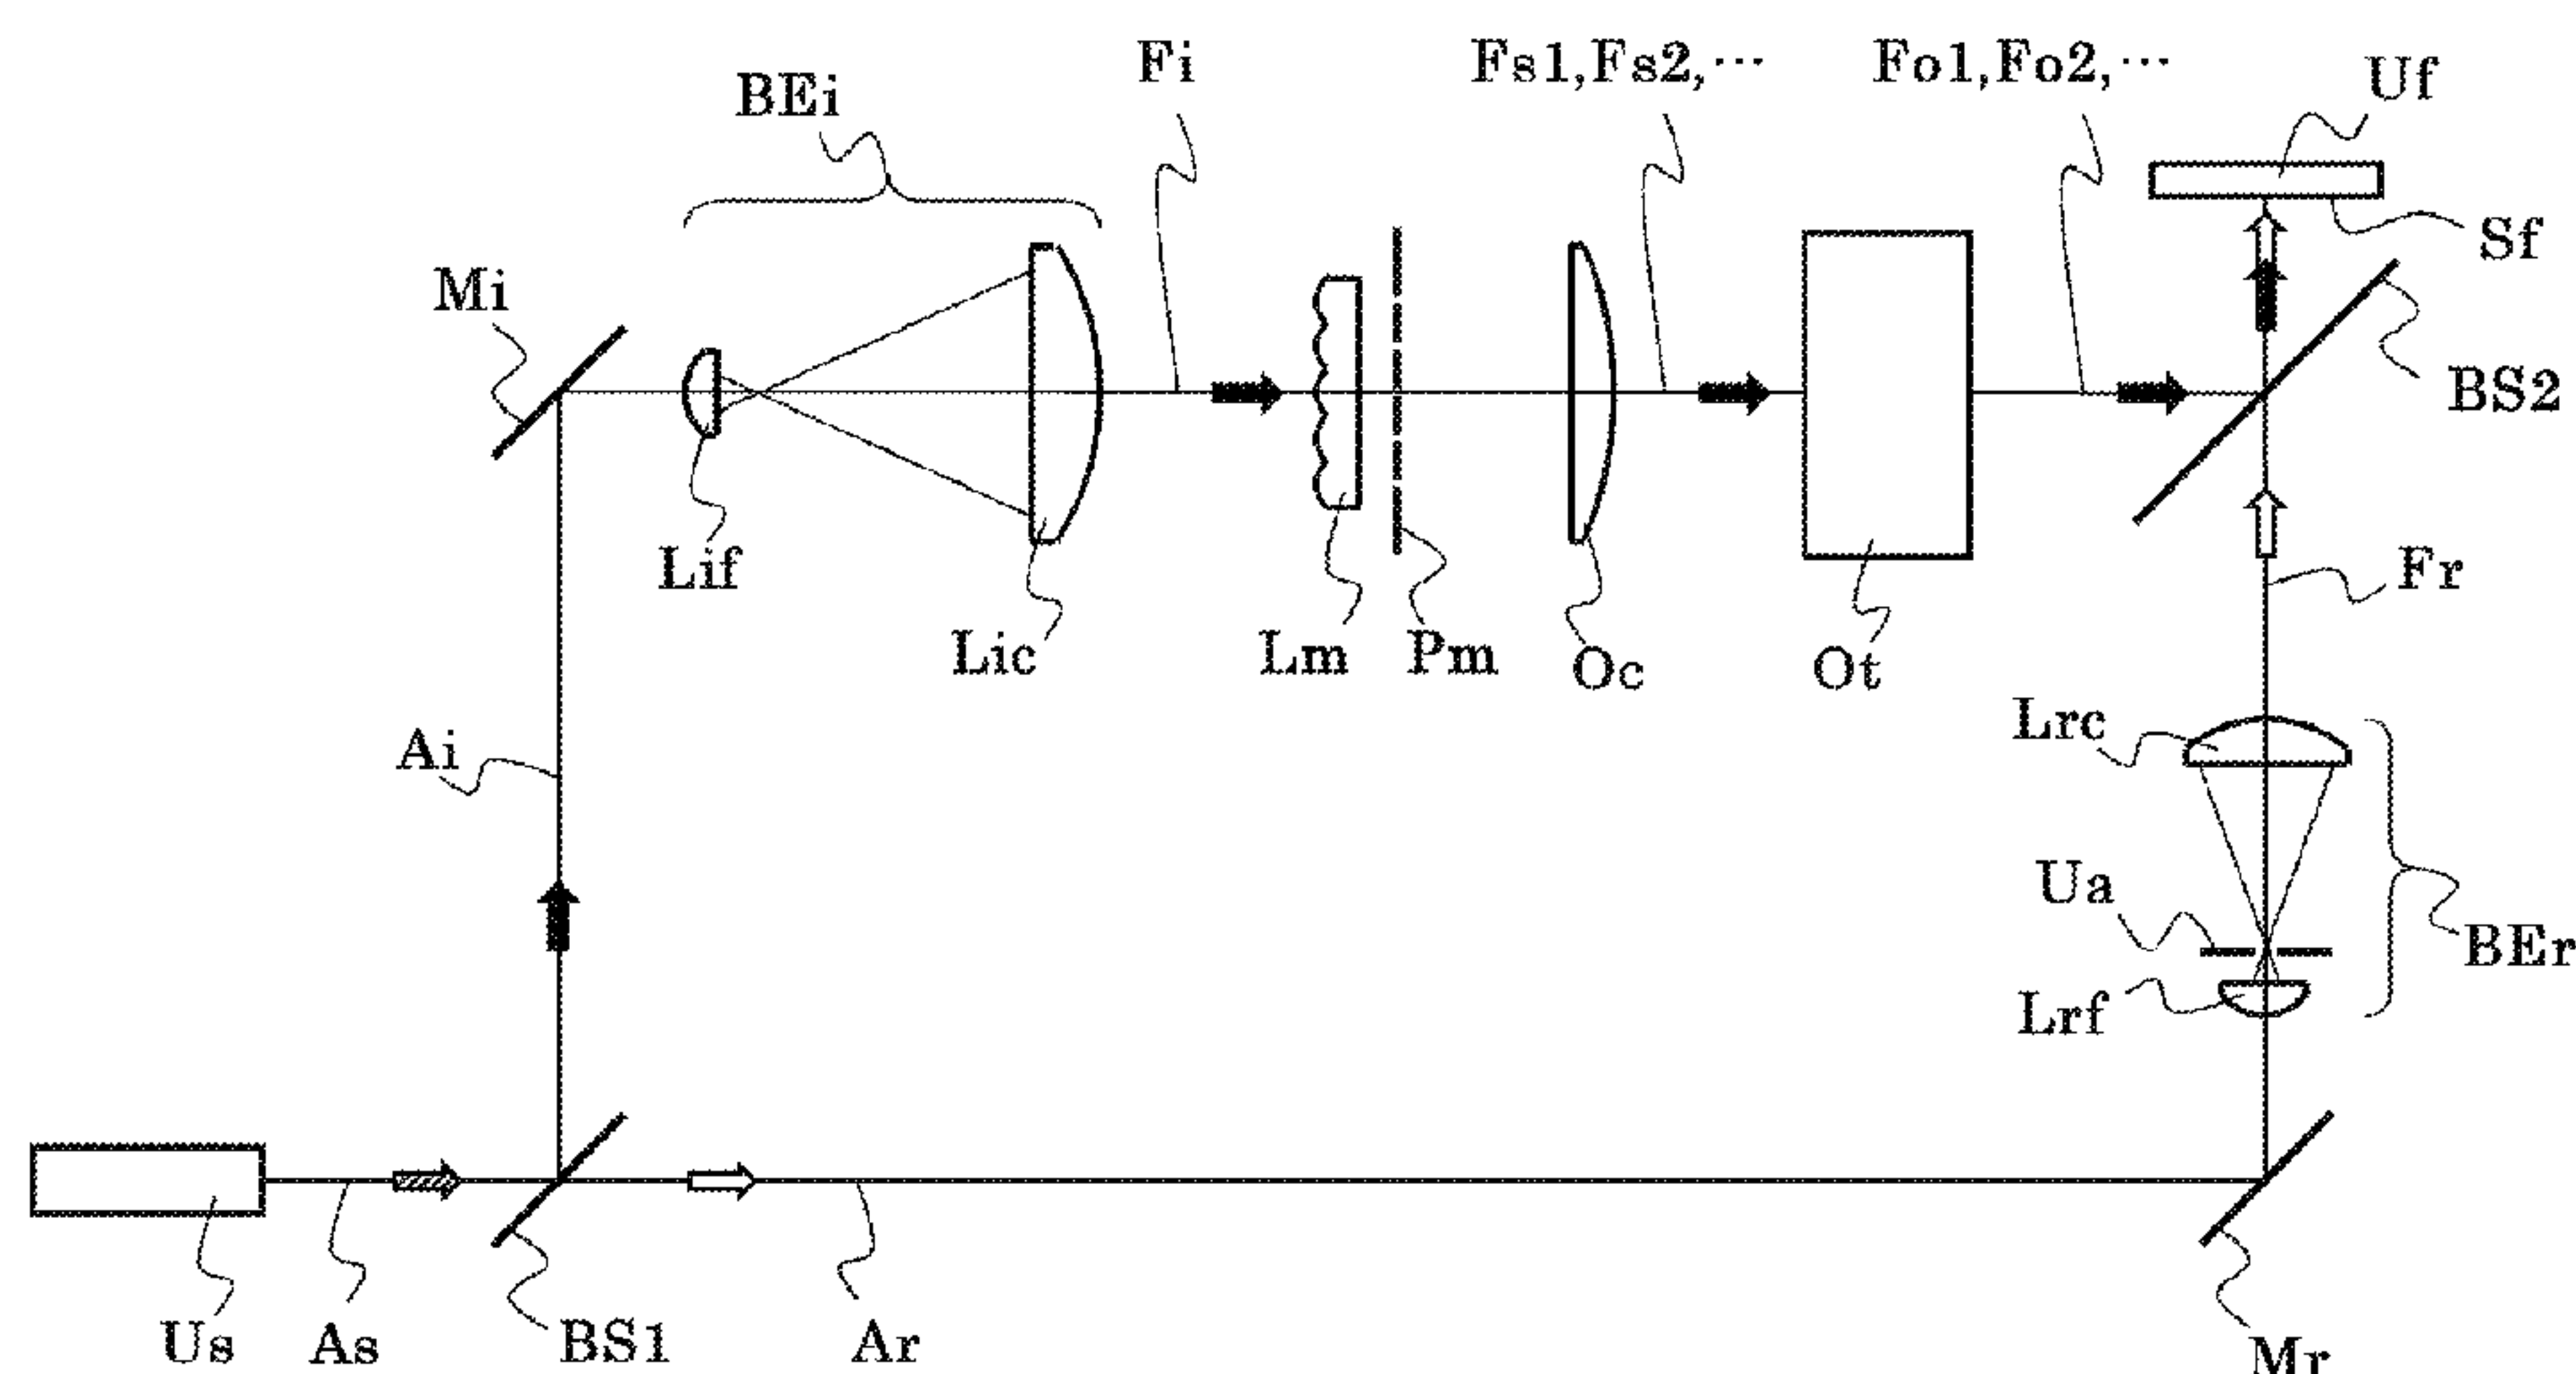 Fi
Fs1,Fs2,⋯
Fo1,Fo2,⋯
Uf
BEi
Sf
Mi
BS2
Lif
Fr
Lic
Lm
Pm
Oc
Ot
Lrc
Ai
Ua
BEr
Lrf
Us
As
BS1
Ar
Mr